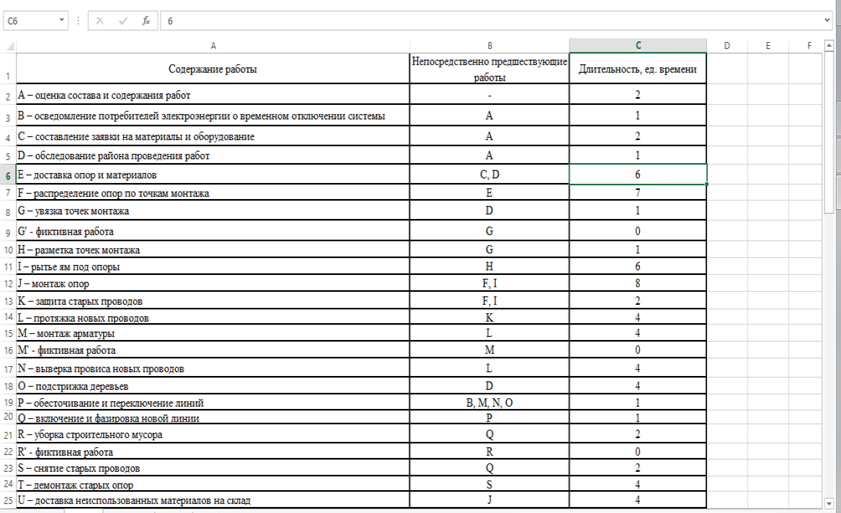 C6 fx 6
A B C D E F
1 Содержание работы Непосредственно предшествующие работы Длительность, ед. времени
2 A – оценка состава и содержания работ - 2
3 B – осведомление потребителей электроэнергии о временном отключении системы A 1
4 C – составление заявки на материалы и оборудование A 2
5 D – обследование района проведения работ A 1
6 E – доставка опор и материалов C, D 6
7 F – распределение опор по точкам монтажа E 7
8 G – увязка точек монтажа D 1
9 G' - фиктивная работа G 0
10 H – разметка точек монтажа G 1
11 I – рытье ям под опоры H 6
12 J – монтаж опор F, I 8
13 K – защита старых проводов F, I 2
14 L – протяжка новых проводов K 4
15 M – монтаж арматуры L 4
16 M' - фиктивная работа M 0
17 N – выверка провиса новых проводов L 4
18 O – подстрижка деревьев D 4
19 P – обесточивание и переключение линий B, M, N, O 1
20 Q – включение и фазировка новой линии P 1
21 R – уборка строительного мусора Q 2
22 R' - фиктивная работа R 0
23 S – снятие старых проводов Q 2
24 T – демонтаж старых опор S 4
25 U – доставка неиспользованных материалов на склад J 4